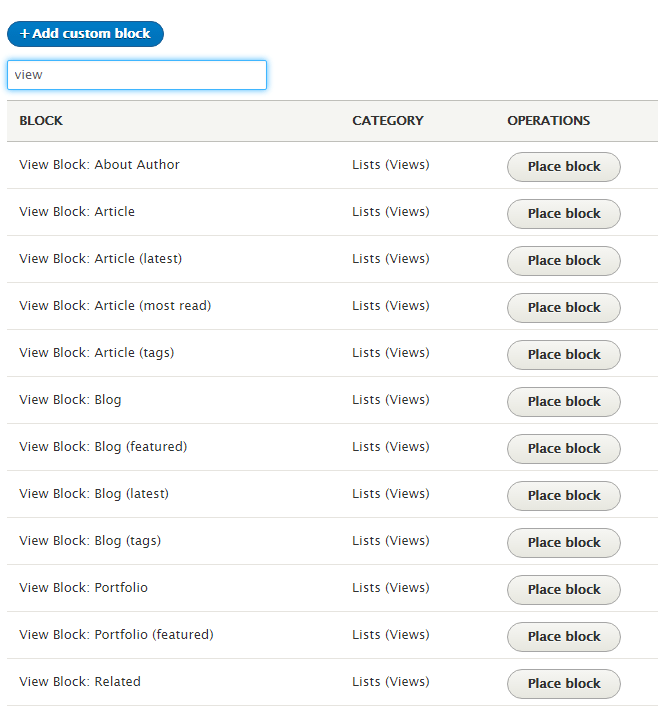 + Add custom block
view
BLOCK CATEGORY OPERATIONS
View Block: About Author Lists (Views) Place block
View Block: Article Lists (Views) Place block
View Block: Article (latest) Lists (Views) Place block
View Block: Article (most read) Lists (Views) Place block
View Block: Article (tags) Lists (Views) Place block
View Block: Blog Lists (Views) Place block
View Block: Blog (featured) Lists (Views) Place block
View Block: Blog (latest) Lists (Views) Place block
View Block: Blog (tags) Lists (Views) Place block
View Block: Portfolio Lists (Views) Place block
View Block: Portfolio (featured) Lists (Views) Place block
View Block: Related Lists (Views) Place block